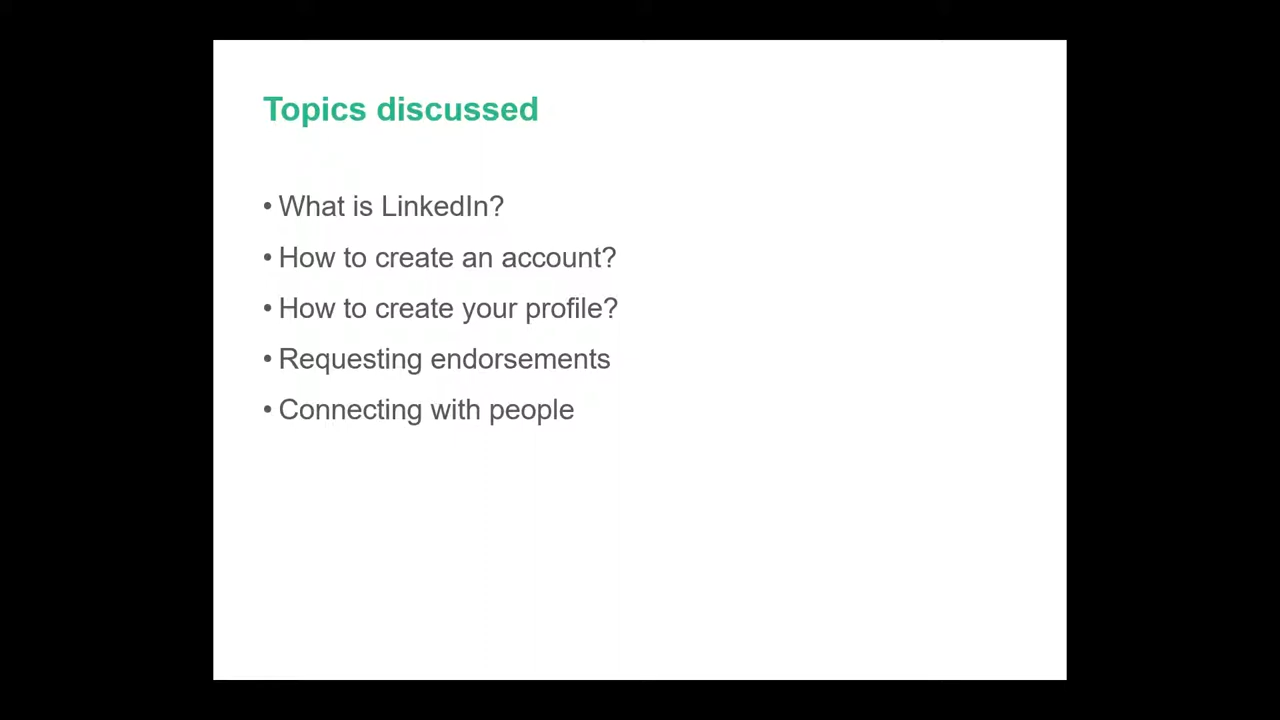 Topics discussed
• What is LinkedIn?
• How to create an account?
• How to create your profile?
• Requesting endorsements
• Connecting with people